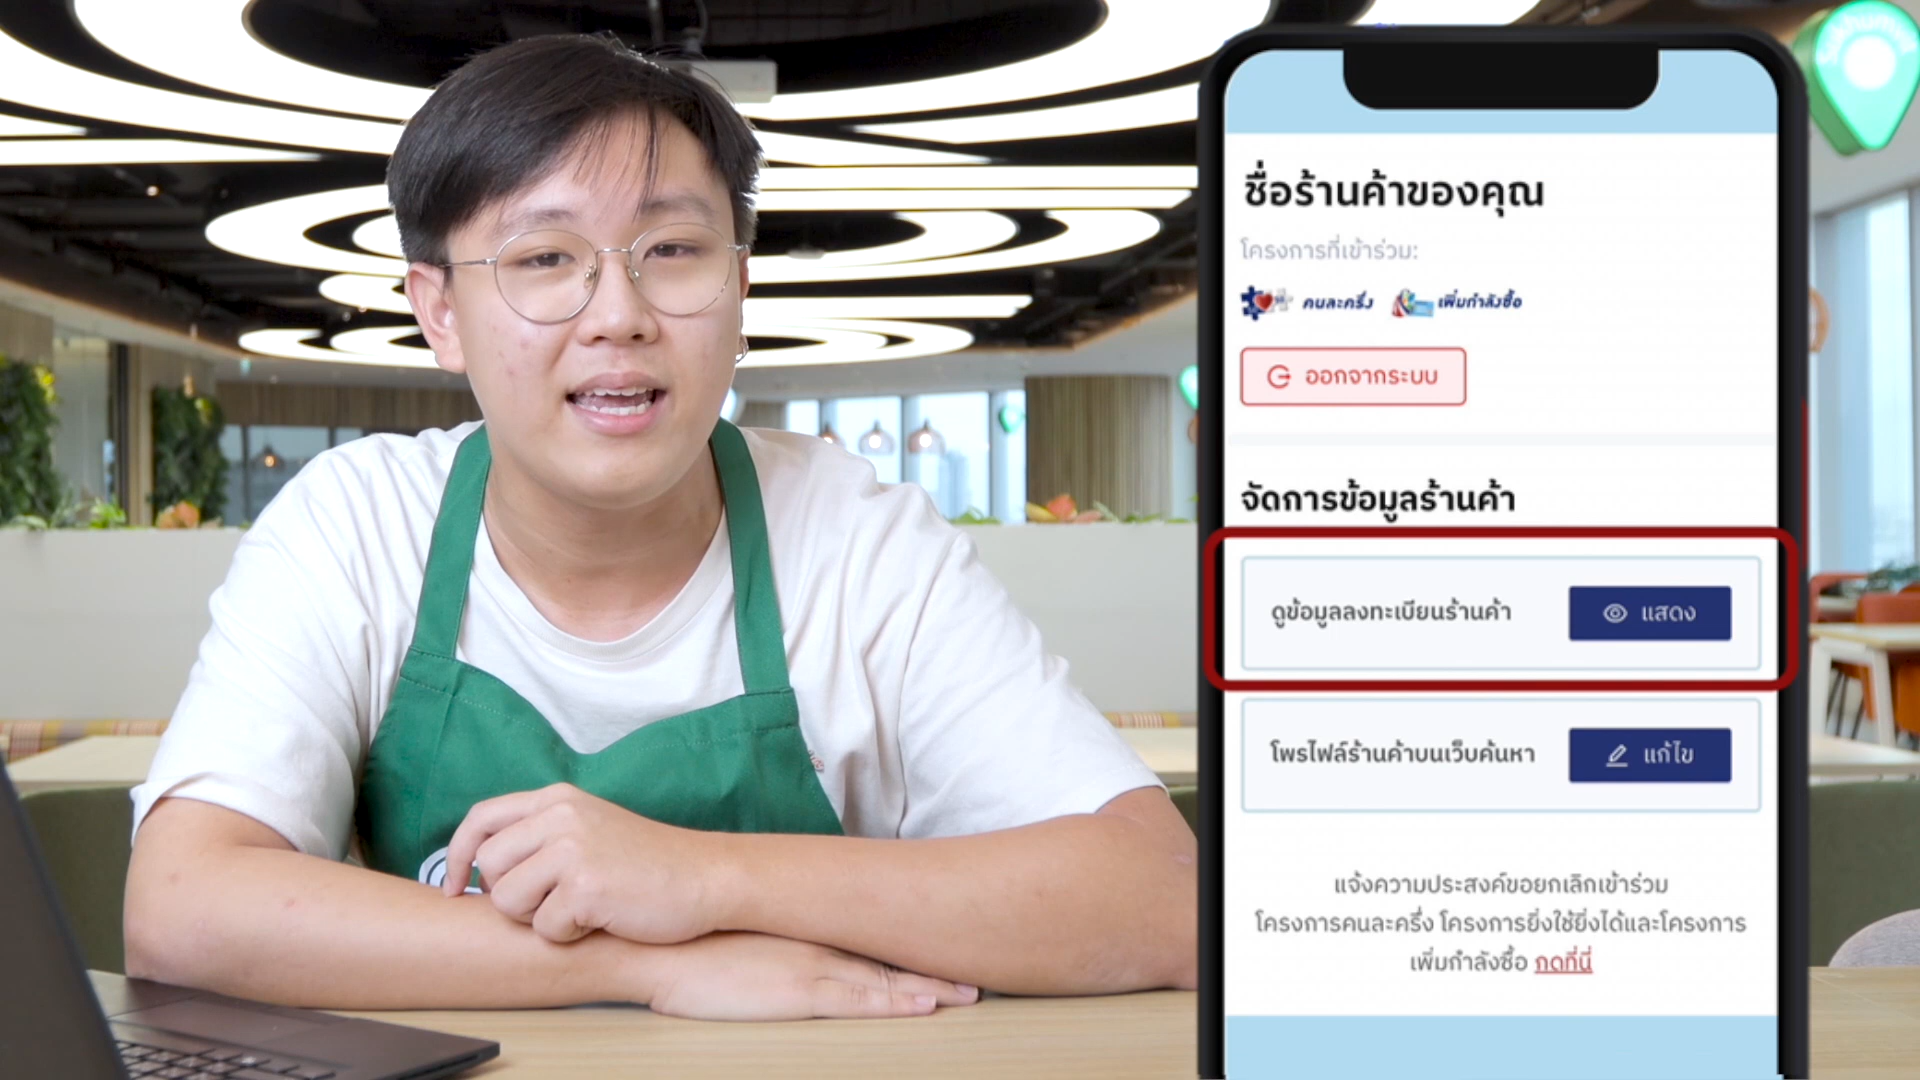 ชื่อร้านค้าของคุณ
โครงการที่เข้าร่วม:
คนละครึ่ง เพิ่มกำลังซื้อ
ออกจากระบบ
จัดการข้อมูลร้านค้า
ดูข้อมูลลงทะเบียนร้านค้า แสดง
โพรไฟล์ร้านค้าบนเว็บค้นหา แก้ไข
แจ้งความประสงค์ขอยกเลิกเข้าร่วม
โครงการคนละครึ่ง โครงการยิ่งใช้ยิ่งได้และโครงการ
เพิ่มกำลังซื้อ กดที่นี่